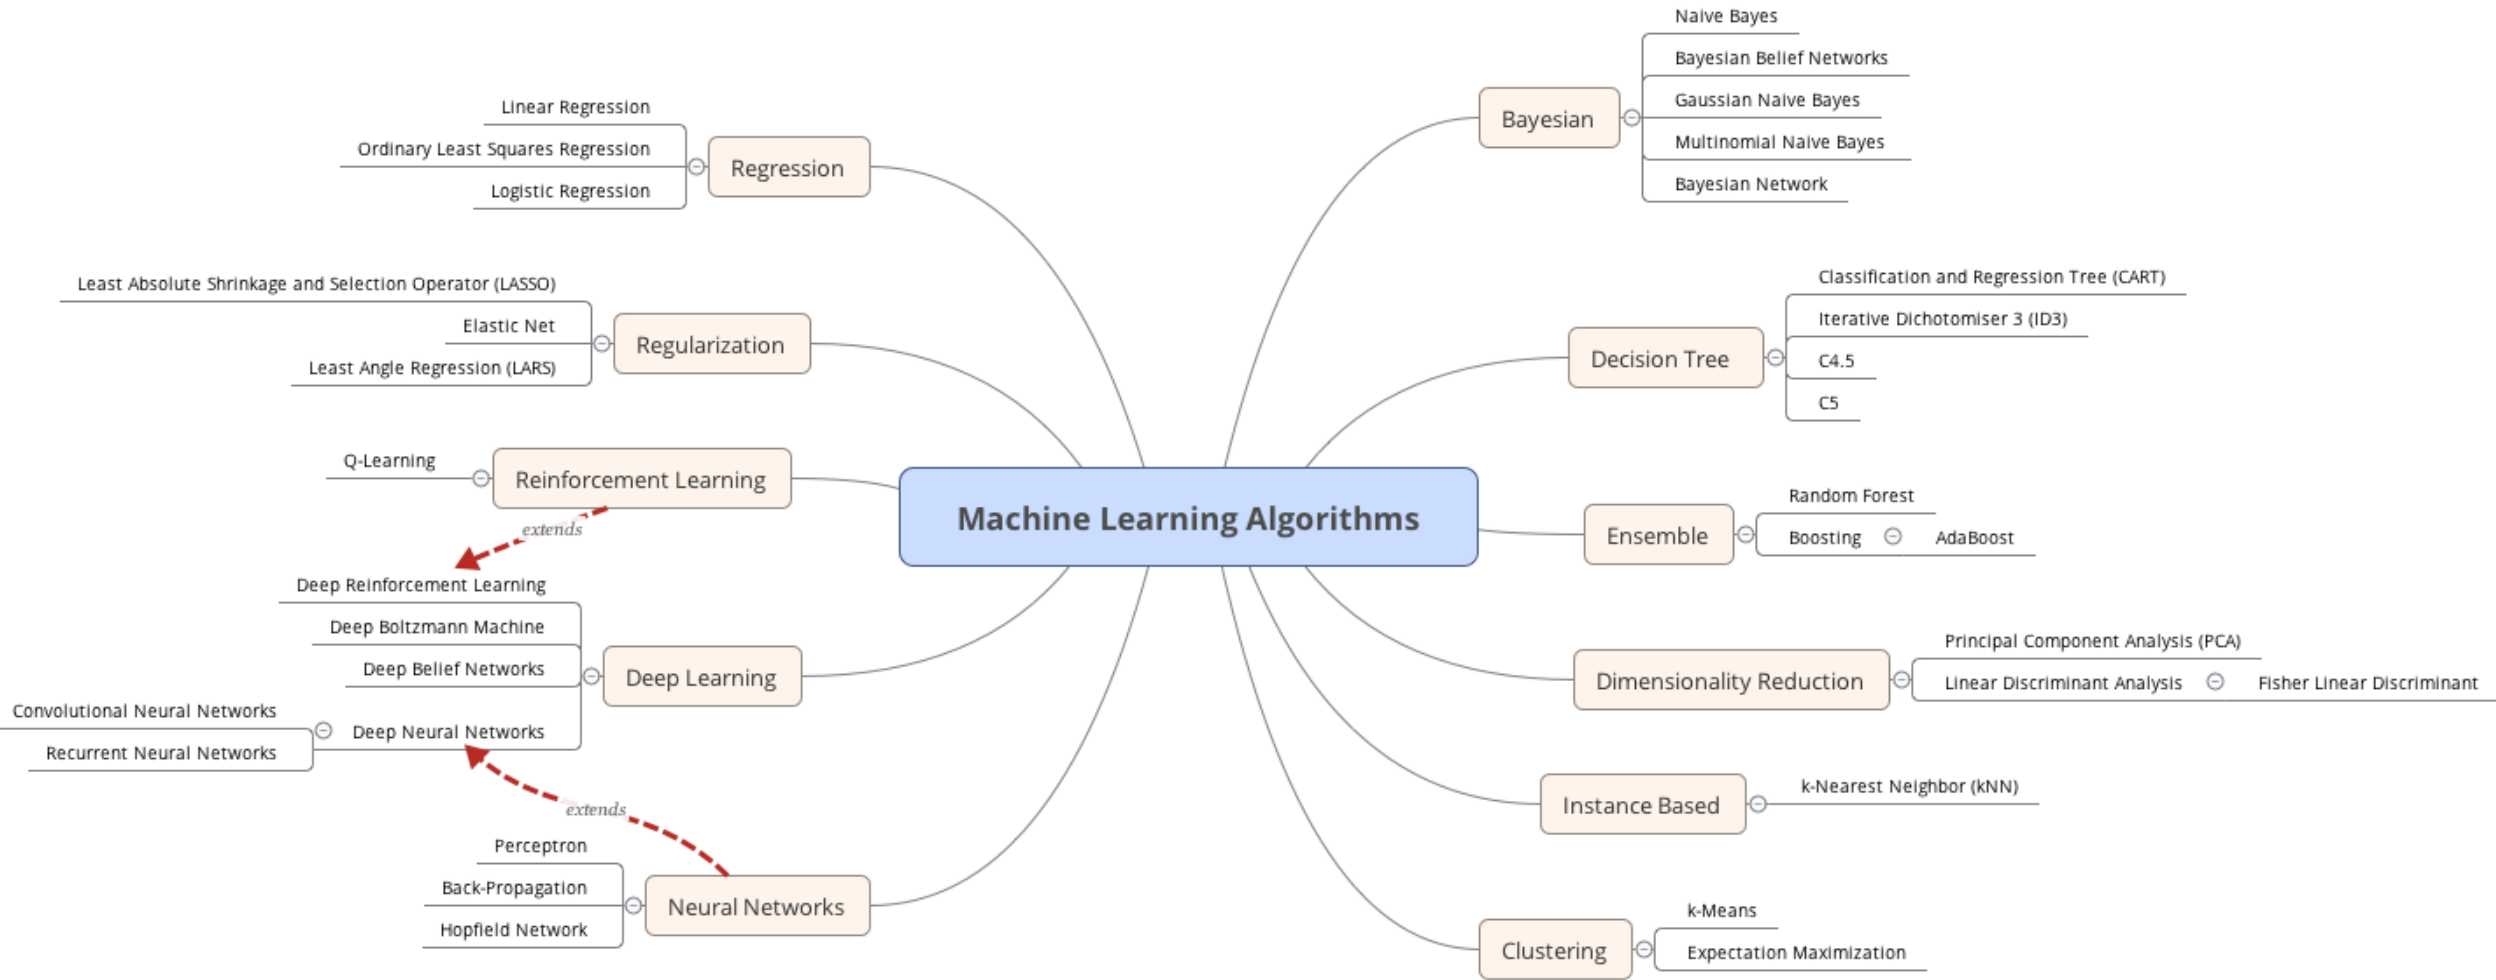 Machine Learning Algorithms
Regression
Linear Regression
Ordinary Least Squares Regression
Logistic Regression
Regularization
Least Absolute Shrinkage and Selection Operator (LASSO)
Elastic Net
Least Angle Regression (LARS)
Reinforcement Learning
Q-Learning
extends
Deep Learning
Deep Reinforcement Learning
Deep Boltzmann Machine
Deep Belief Networks
Deep Neural Networks
Convolutional Neural Networks
Recurrent Neural Networks
extends
Neural Networks
Perceptron
Back-Propagation
Hopfield Network
Bayesian
Naive Bayes
Bayesian Belief Networks
Gaussian Naive Bayes
Multinomial Naive Bayes
Bayesian Network
Decision Tree
Classification and Regression Tree (CART)
Iterative Dichotomiser 3 (ID3)
C4.5
C5
Ensemble
Random Forest
Boosting
AdaBoost
Dimensionality Reduction
Principal Component Analysis (PCA)
Linear Discriminant Analysis
Fisher Linear Discriminant
Instance Based
k-Nearest Neighbor (kNN)
Clustering
k-Means
Expectation Maximization